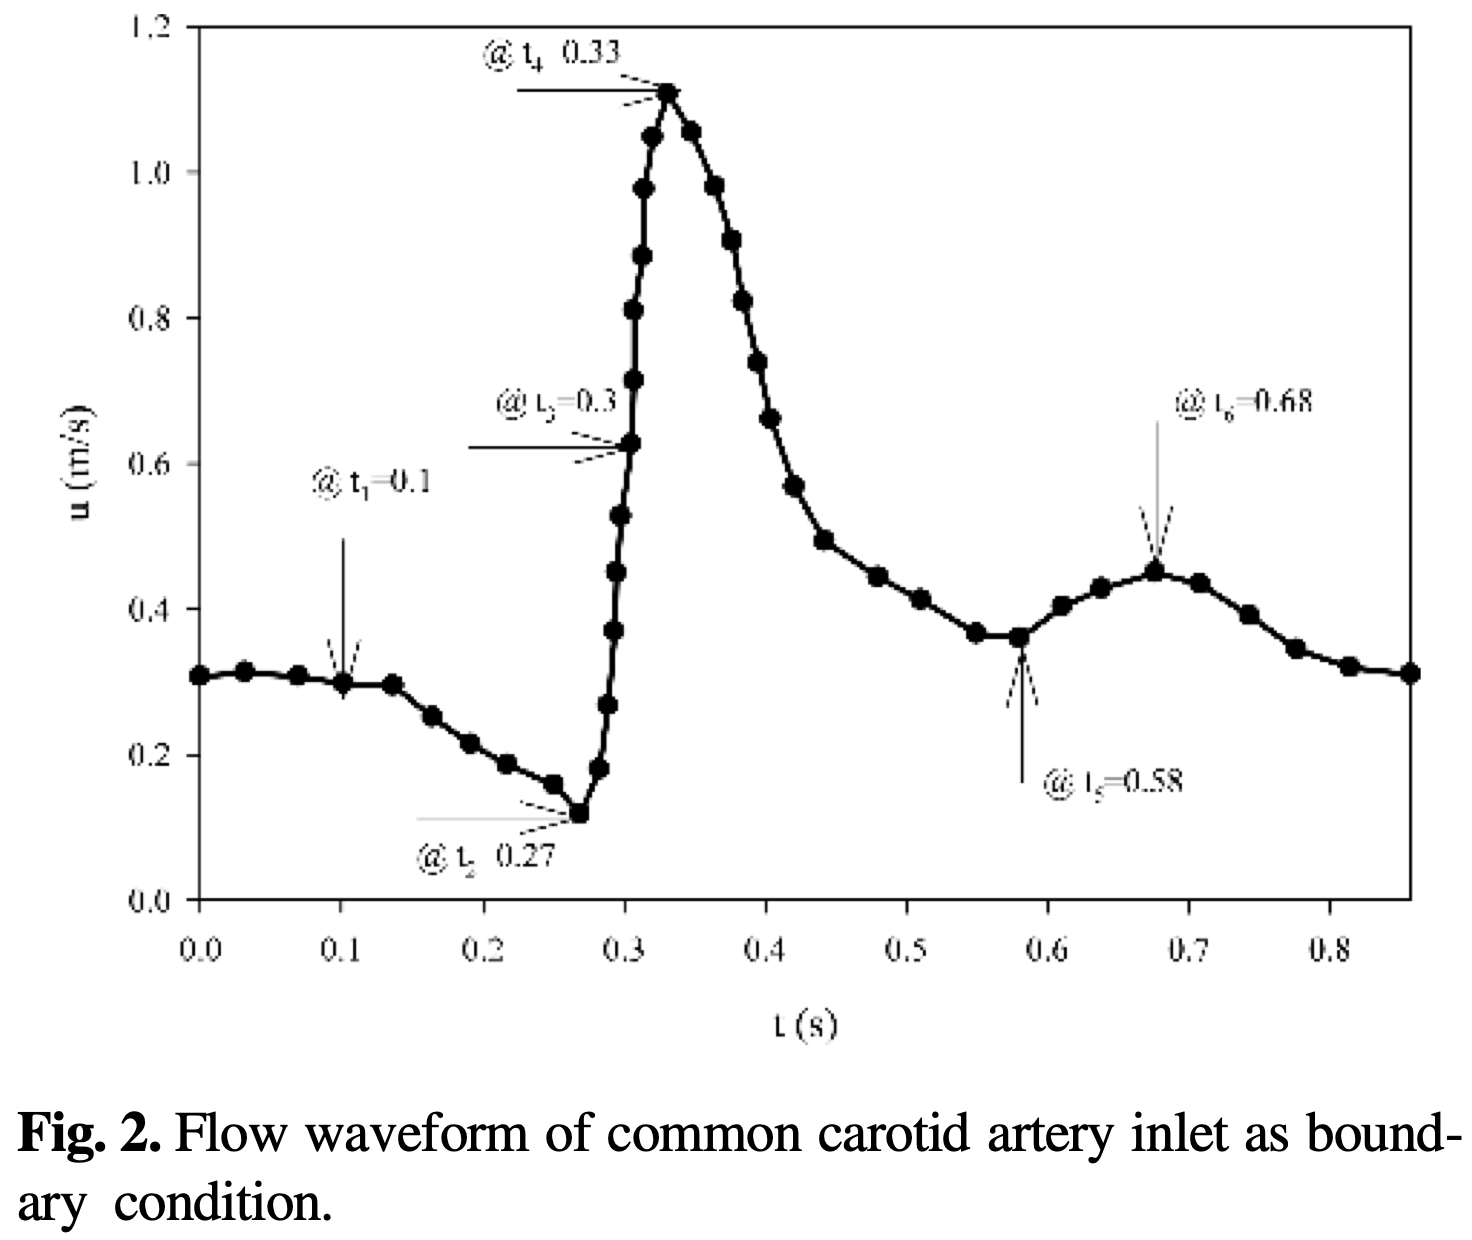 1.2
@ t4 0.33
1.0
0.8
@ t3=0.3
@ t6=0.68
u (m/s)
0.6
@ t1=0.1
0.4
@ t5=0.58
0.2
@ t2 0.27
0.0
0.0 0.1 0.2 0.3 0.4 0.5 0.6 0.7 0.8
t (s)
Fig. 2. Flow waveform of common carotid artery inlet as bound-
ary condition.